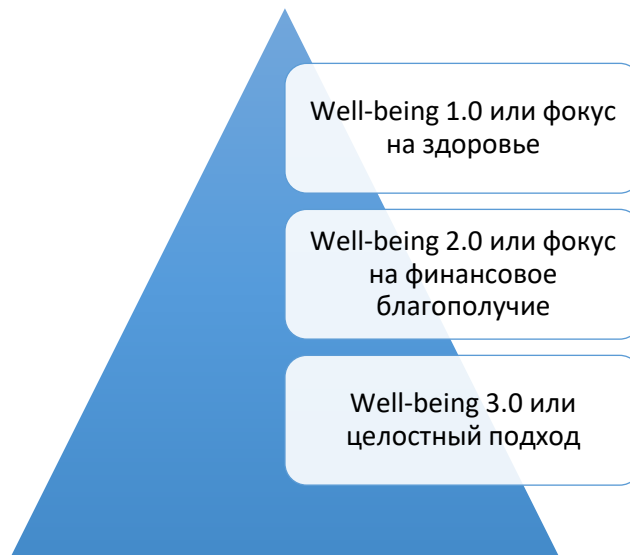 Well-being 1.0 или фокус
на здоровье
Well-being 2.0 или фокус
на финансовое
благополучие
Well-being 3.0 или
целостный подход